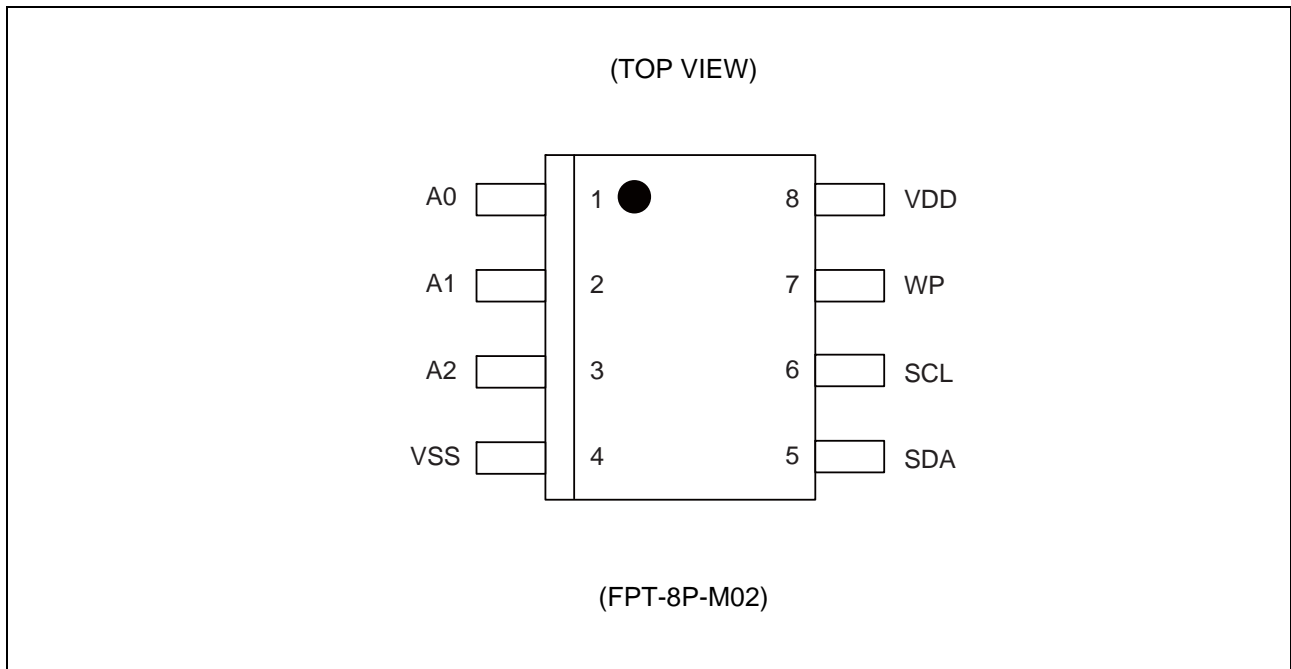 (TOP VIEW)
A0 1 8 VDD
A1 2 7 WP
A2 3 6 SCL
VSS 4 5 SDA
(FPT-8P-M02)